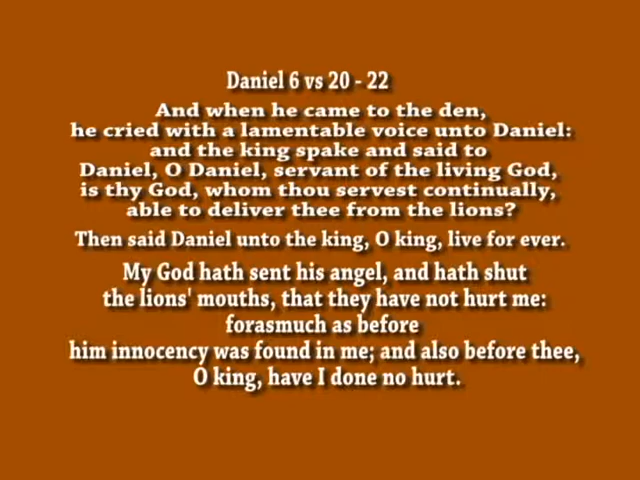 Daniel 6 vs 20 - 22
And when he came to the den,
he cried with a lamentable voice unto Daniel:
and the king spake and said to
Daniel, O Daniel, servant of the living God,
is thy God, whom thou servest continually,
able to deliver thee from the lions?
Then said Daniel unto the king, O king, live for ever.
My God hath sent his angel, and hath shut
the lions' mouths, that they have not hurt me:
forasmuch as before
him innocency was found in me; and also before thee,
O king, have I done no hurt.